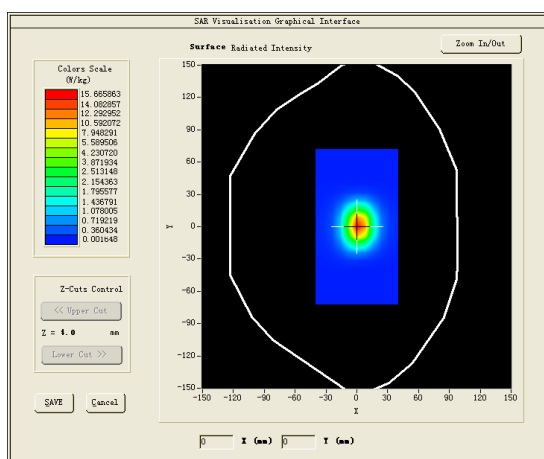 SAR Visualisation Graphical Interface
Surface Radiated Intensity
Zoom In/Out
Colors Scale
(W/kg)
15.665863
14.082857
12.292952
10.592072
7.948291
5.589506
4.230720
3.871934
2.513148
2.154363
1.795577
1.436791
1.078005
0.719219
0.360434
0.001648
150
120
90
60
30
0
-30
-60
-90
-120
-150
Y
-150 -120 -90 -60 -30 0 30 60 90 120 150
X
Z-Cuts Control
<< Upper Cut
Z = 4.0 mm
Lower Cut >>
SAVE
Cancel
0 X (mm) 0 Y (mm)